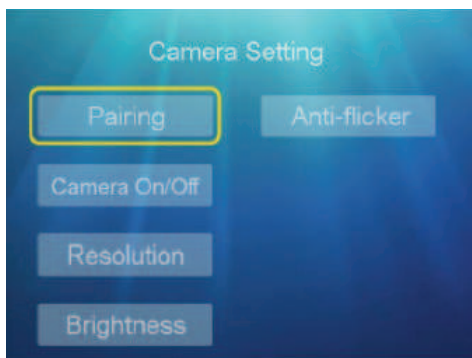 Camera Setting
Pairing
Anti-flicker
Camera On/Off
Resolution
Brightness